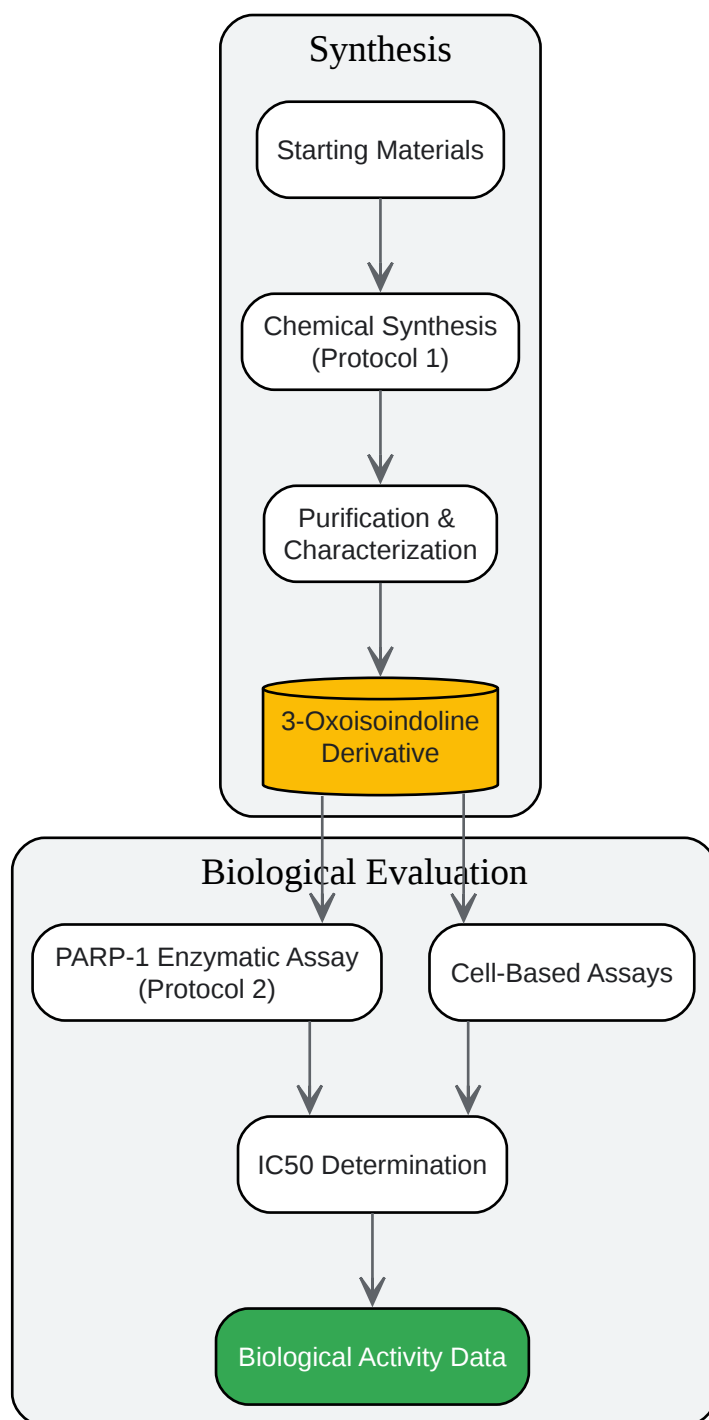 Synthesis
Starting Materials
Chemical Synthesis
(Protocol 1)
Purification &
Characterization
3-Oxoisoindoline
Derivative
Biological Evaluation
PARP-1 Enzymatic Assay
(Protocol 2)
Cell-Based Assays
IC50 Determination
Biological Activity Data